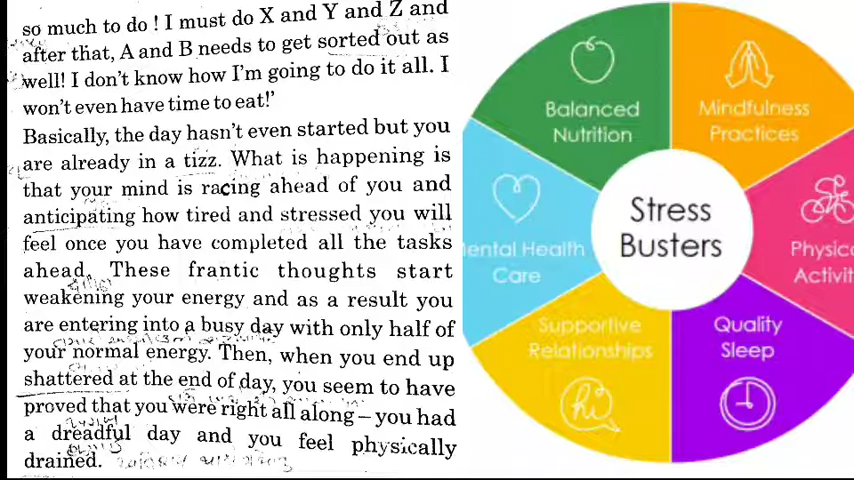 so much to do ! I must do X and Y and Z and
after that, A and B needs to get sorted out as
well! I don't know how I'm going to do it all. I
won't even have time to eat!'
Basically, the day hasn't even started but you
are already in a tizz. What is happening is
that your mind is racing ahead of you and
anticipating how tired and stressed you will
feel once you have completed all the tasks
ahead. These frantic thoughts start
weakening your energy and as a result you
are entering into a busy day with only half of
your normal energy. Then, when you end up
shattered at the end of day, you seem to have
proved that you were right all along – you had
a dreadful day and you feel physically
drained.
Balanced
Nutrition
Mindfulness
Practices
ental Health
Care
Stress
Busters
Physic
Activit
Supportive
Relationships
hi
Quality
Sleep